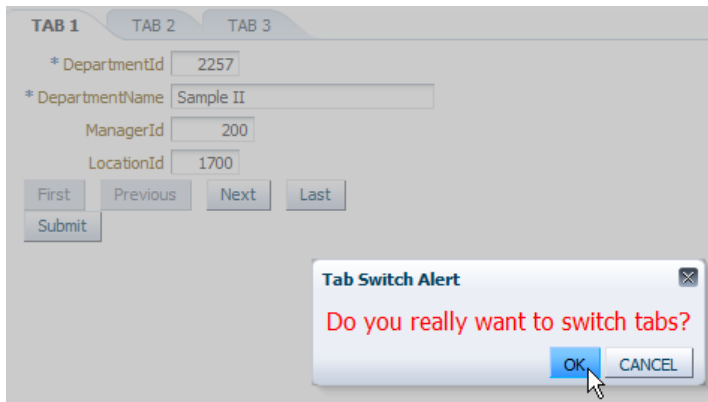 TAB 1 TAB 2 TAB 3
* DepartmentId 2257
* DepartmentName Sample II
ManagerId 200
LocationId 1700
First Previous Next Last
Submit
Tab Switch Alert
Do you really want to switch tabs?
OK CANCEL